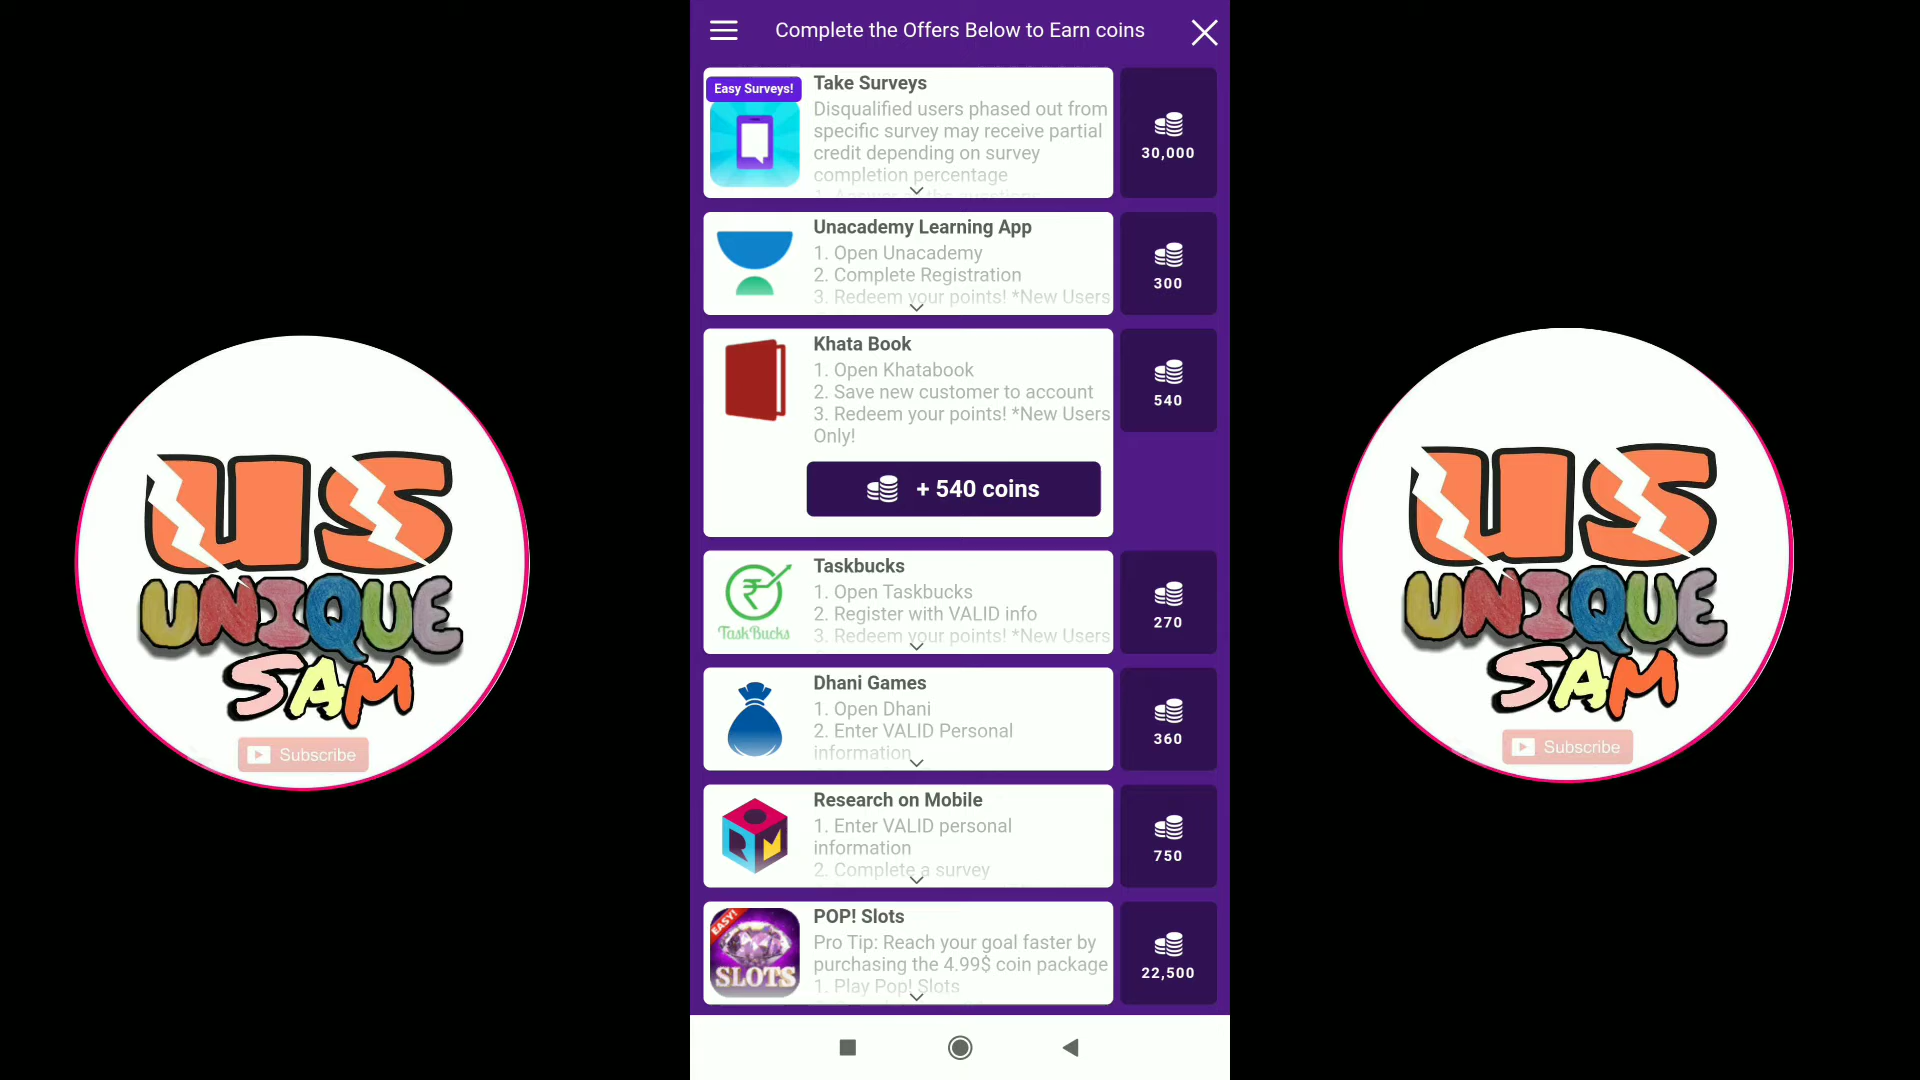 Complete the Offers Below to Earn coins
Easy Surveys!
Take Surveys
Disqualified users phased out from
specific survey may receive partial
credit depending on survey
completion percentage
30,000
Unacademy Learning App
1. Open Unacademy
2. Complete Registration
3. Redeem your points! *New Users
300
Khata Book
1. Open Khatabook
2. Save new customer to account
3. Redeem your points! *New Users
Only!
540
+ 540 coins
TaskBucks
Taskbucks
1. Open Taskbucks
2. Register with VALID info
3. Redeem your points! *New Users
270
Dhani Games
1. Open Dhani
2. Enter VALID Personal
information
360
RM
Research on Mobile
1. Enter VALID personal
information
2. Complete a survey
750
EASY!
SLOTS
POP! Slots
Pro Tip: Reach your goal faster by
purchasing the 4.99$ coin package
1. Play Pop! Slots
22,500
US
UNIQUE
SAM
Subscribe
US
UNIQUE
SAM
Subscribe